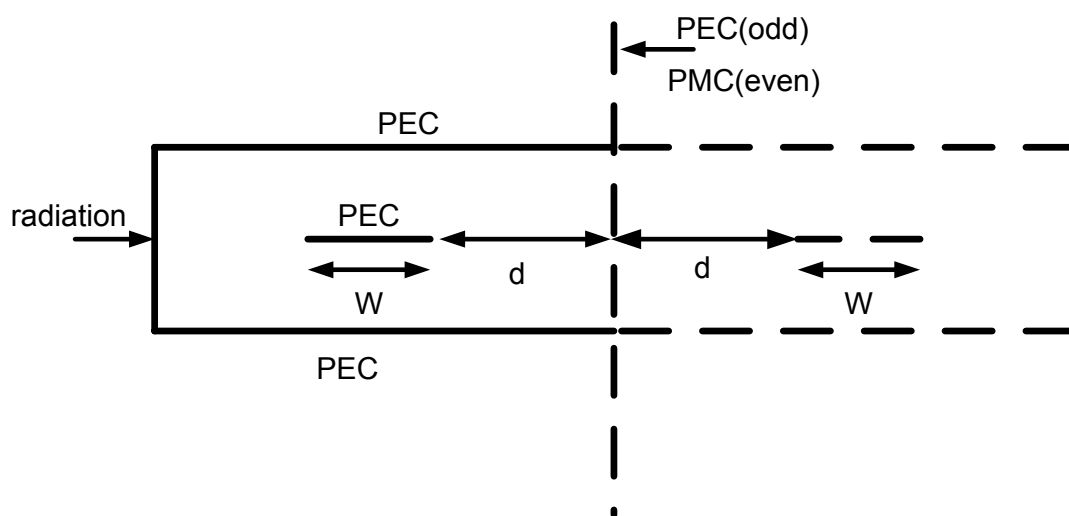 PEC(odd)
PMC(even)
PEC
radiation
PEC
d
d
W
W
PEC